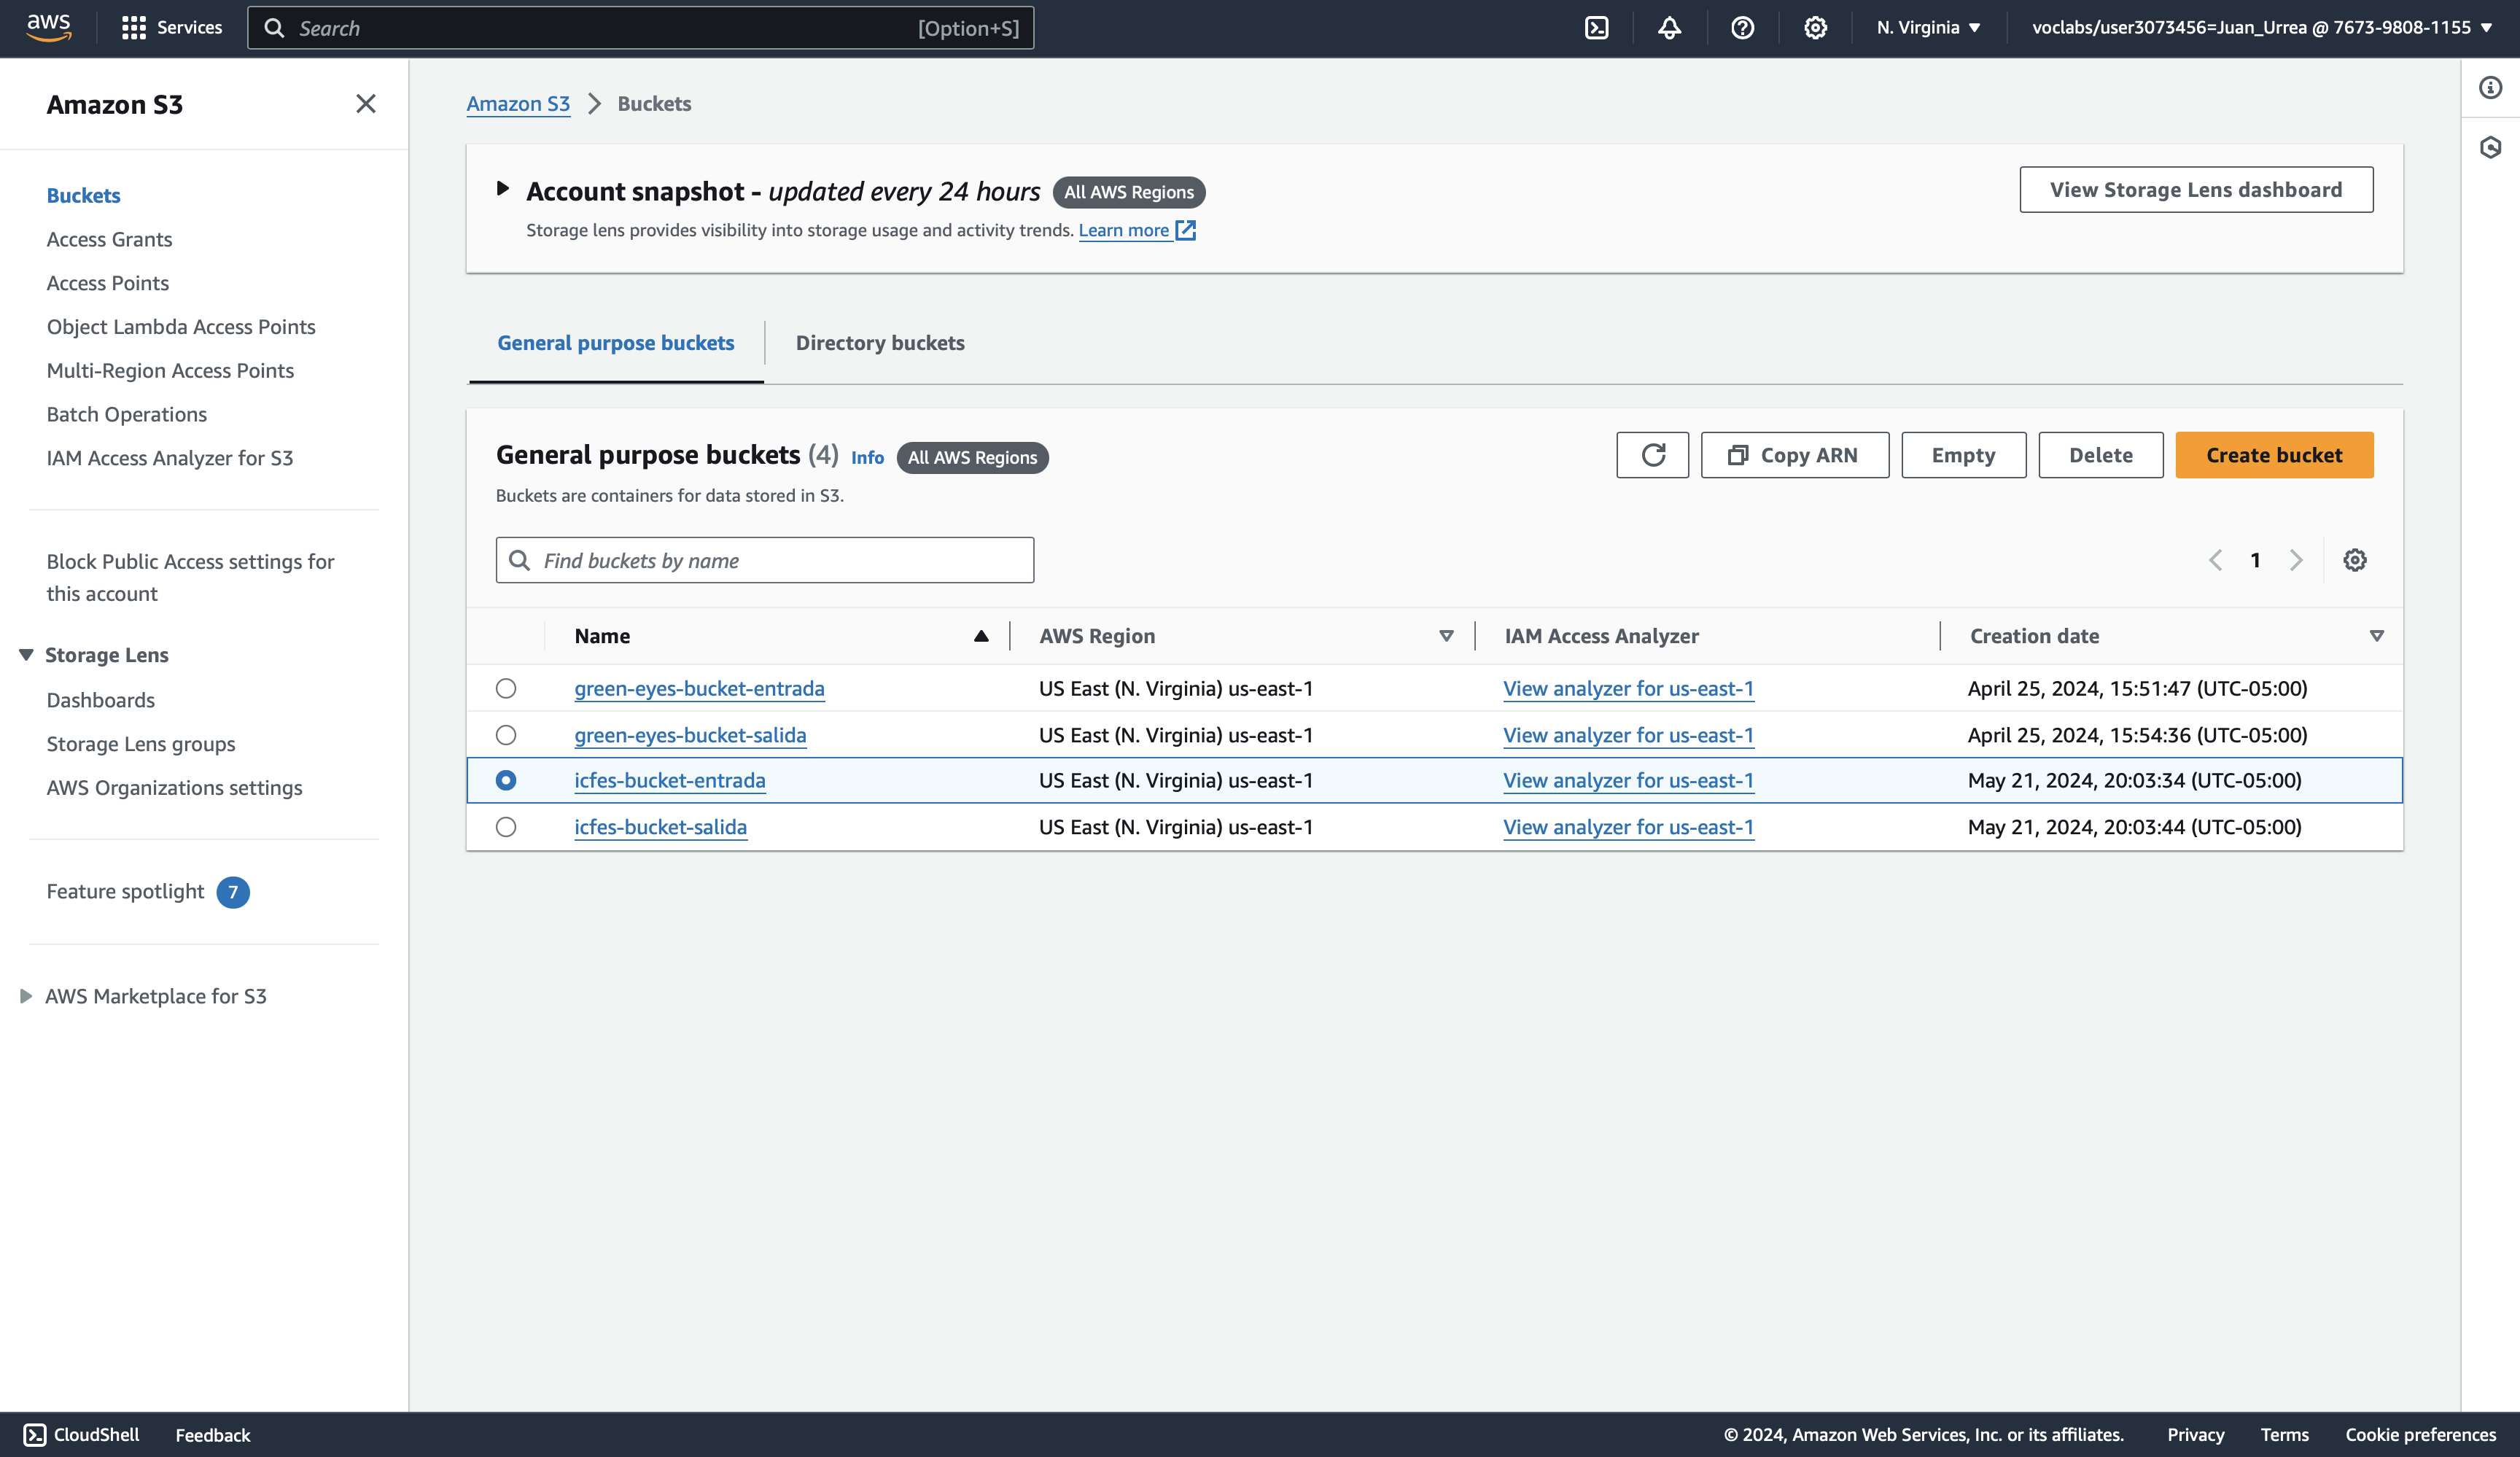 aws Services Search [Option+S] N. Virginia voclabs/user3073456=Juan_Urrea @ 7673-9808-1155
Amazon S3
Buckets
Access Grants
Access Points
Object Lambda Access Points
Multi-Region Access Points
Batch Operations
IAM Access Analyzer for S3
Block Public Access settings for
this account
Storage Lens
Dashboards
Storage Lens groups
AWS Organizations settings
Feature spotlight 7
AWS Marketplace for S3
Amazon S3 Buckets
Account snapshot - updated every 24 hours All AWS Regions View Storage Lens dashboard
Storage lens provides visibility into storage usage and activity trends. Learn more
General purpose buckets Directory buckets
General purpose buckets (4) Info All AWS Regions Copy ARN Empty Delete Create bucket
Buckets are containers for data stored in S3.
Find buckets by name 1
Name AWS Region IAM Access Analyzer Creation date
green-eyes-bucket-entrada US East (N. Virginia) us-east-1 View analyzer for us-east-1 April 25, 2024, 15:51:47 (UTC-05:00)
green-eyes-bucket-salida US East (N. Virginia) us-east-1 View analyzer for us-east-1 April 25, 2024, 15:54:36 (UTC-05:00)
icfes-bucket-entrada US East (N. Virginia) us-east-1 View analyzer for us-east-1 May 21, 2024, 20:03:34 (UTC-05:00)
icfes-bucket-salida US East (N. Virginia) us-east-1 View analyzer for us-east-1 May 21, 2024, 20:03:44 (UTC-05:00)
CloudShell Feedback © 2024, Amazon Web Services, Inc. or its affiliates. Privacy Terms Cookie preferences